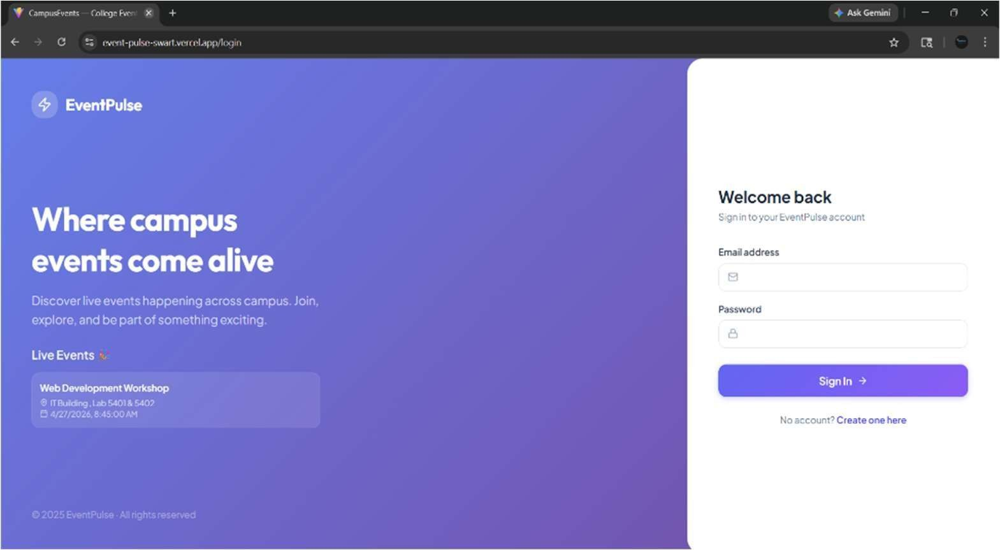 CampusEvents — College Event
Ask Gemini
event-pulse-swart.vercel.app/login
EventPulse
Where campus
events come alive
Discover live events happening across campus. Join,
explore, and be part of something exciting.
Live Events 🎉
Web Development Workshop
IT Building , Lab 5401 & 5402
4/27/2026, 8:45:00 AM
© 2025 EventPulse · All rights reserved
Welcome back
Sign in to your EventPulse account
Email address
Password
Sign In →
No account? Create one here